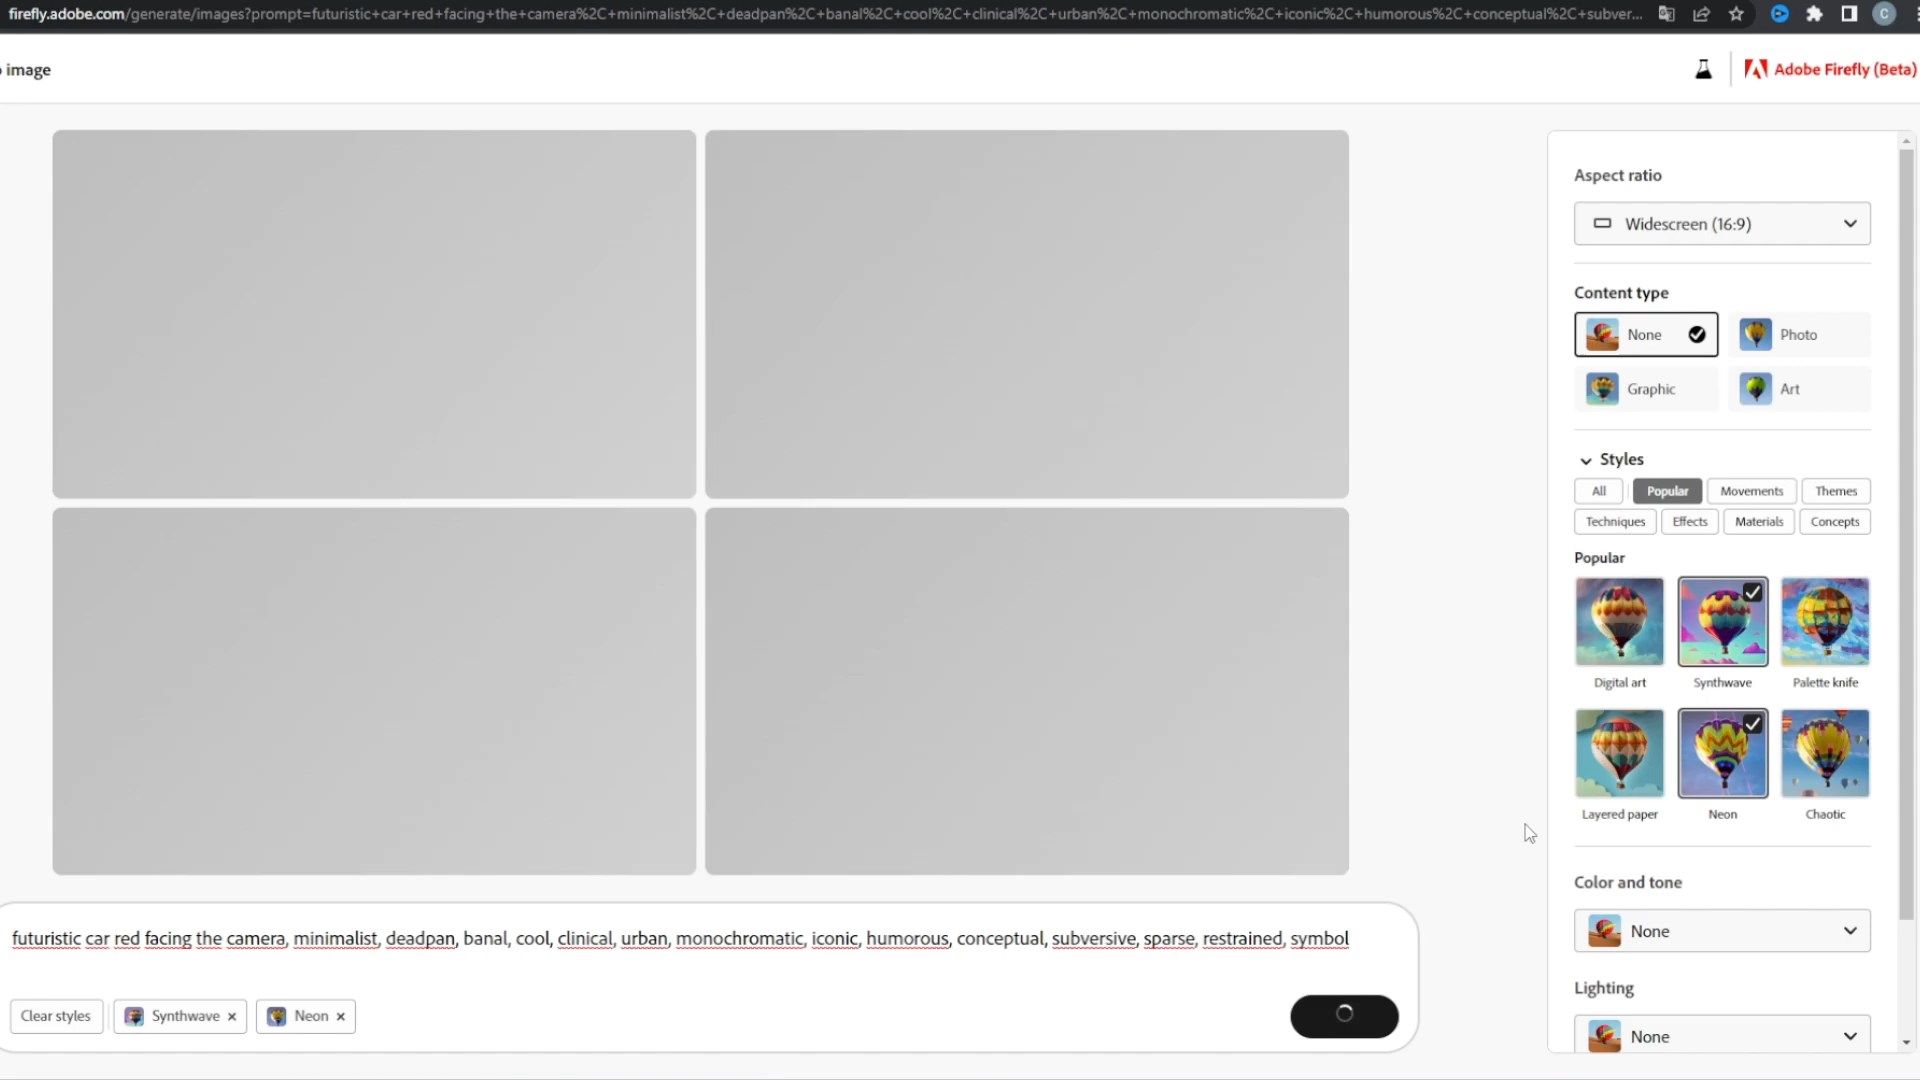 firefly.adobe.com/generate/images?prompt=futuristic+car+red+facing+the+camera%2C+minimalist%2C+deadpan%2C+banal%2C+cool%2C+clinical%2C+urban%2C+monochromatic%2C+iconic%2C+humorous%2C+conceptual%2C+subver...
C
image
Adobe Firefly (Beta)
Aspect ratio
Widescreen (16:9)
Content type
None
Photo
Graphic
Art
Styles
All
Popular
Movements
Themes
Techniques
Effects
Materials
Concepts
Popular
Digital art
Synthwave
Palette knife
Layered paper
Neon
Chaotic
Color and tone
None
Lighting
None
futuristic car red facing the camera, minimalist, deadpan, banal, cool, clinical, urban, monochromatic, iconic, humorous, conceptual, subversive, sparse, restrained, symbol
Clear styles
Synthwave ×
Neon ×